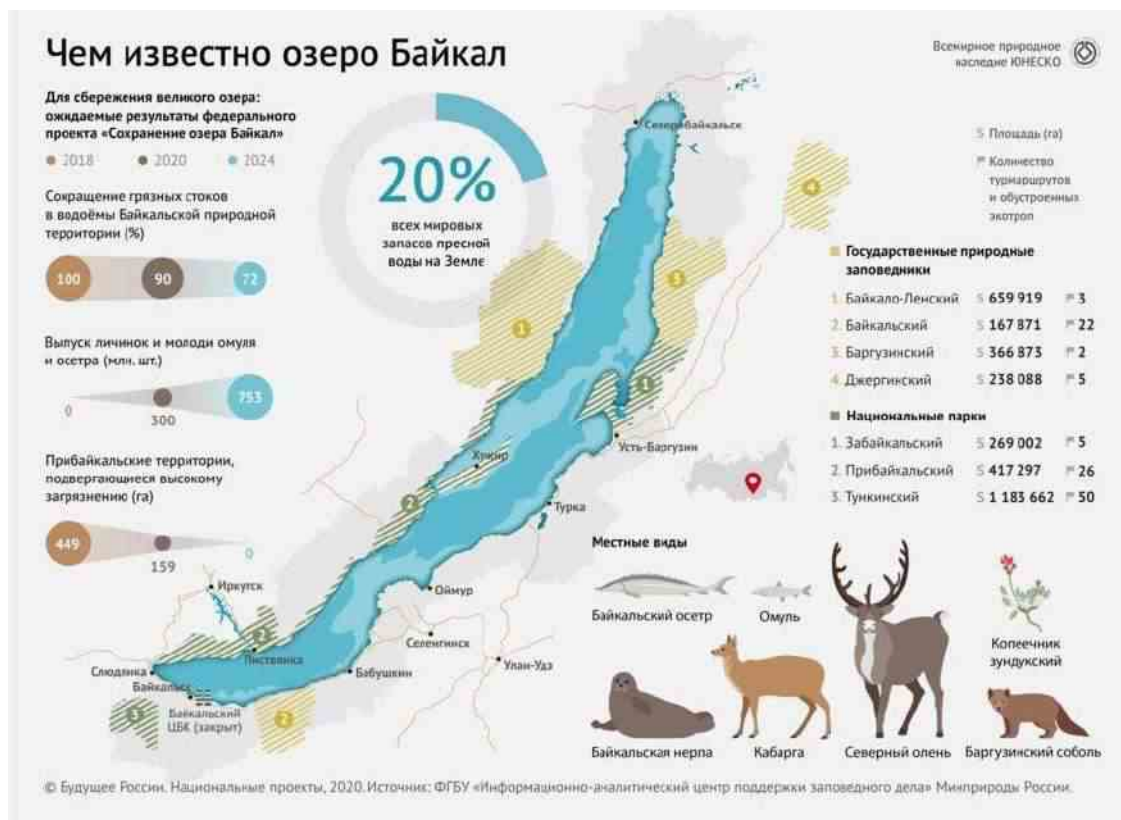 Чем известно озеро Байкал
Всемирное природное
наследие ЮНЕСКО
Для сбережения великого озера:
ожидаемые результаты федерального
проекта «Сохранение озера Байкал»
2018 2020 2024
Сокращение грязных стоков
в водоёмы Байкальской природной
территории (%)
100 90 72
Выпуск личинок и молоди омуля
и осетра (млн. шт.)
0 300 753
Прибайкальские территории,
подвергающиеся высокому
загрязнению (га)
449 159 0
20%
всех мировых
запасов пресной
воды на Земле
S Площадь (га)
Количество
турмаршрутов
и обустроенных
экотроп
Государственные природные
заповедники
1. Байкало-Ленский S 659 919 3
2. Байкальский S 167 871 22
3. Баргузинский S 366 873 2
4. Джергинский S 238 088 5
Национальные парки
1. Забайкальский S 269 002 5
2. Прибайкальский S 417 297 26
3. Тункинский S 1 183 662 50
Северобайкальск
4
3
1
1
Усть-Баргузин
Хужир
2
Турка
Иркутск
Оймур
2
Листвянка
Селенгинск
Слюдянка
Бабушкин
Улан-Удэ
Байкальск
Байкальский
ЦБК (закрыт)
3
2
Местные виды
Байкальский осетр
Омуль
Копеечник
зундукский
Байкальская нерпа
Кабарга
Северный олень
Баргузинский соболь
© Будущее России. Национальные проекты, 2020. Источник: ФГБУ «Информационно-аналитический центр поддержки заповедного дела» Минприроды России.